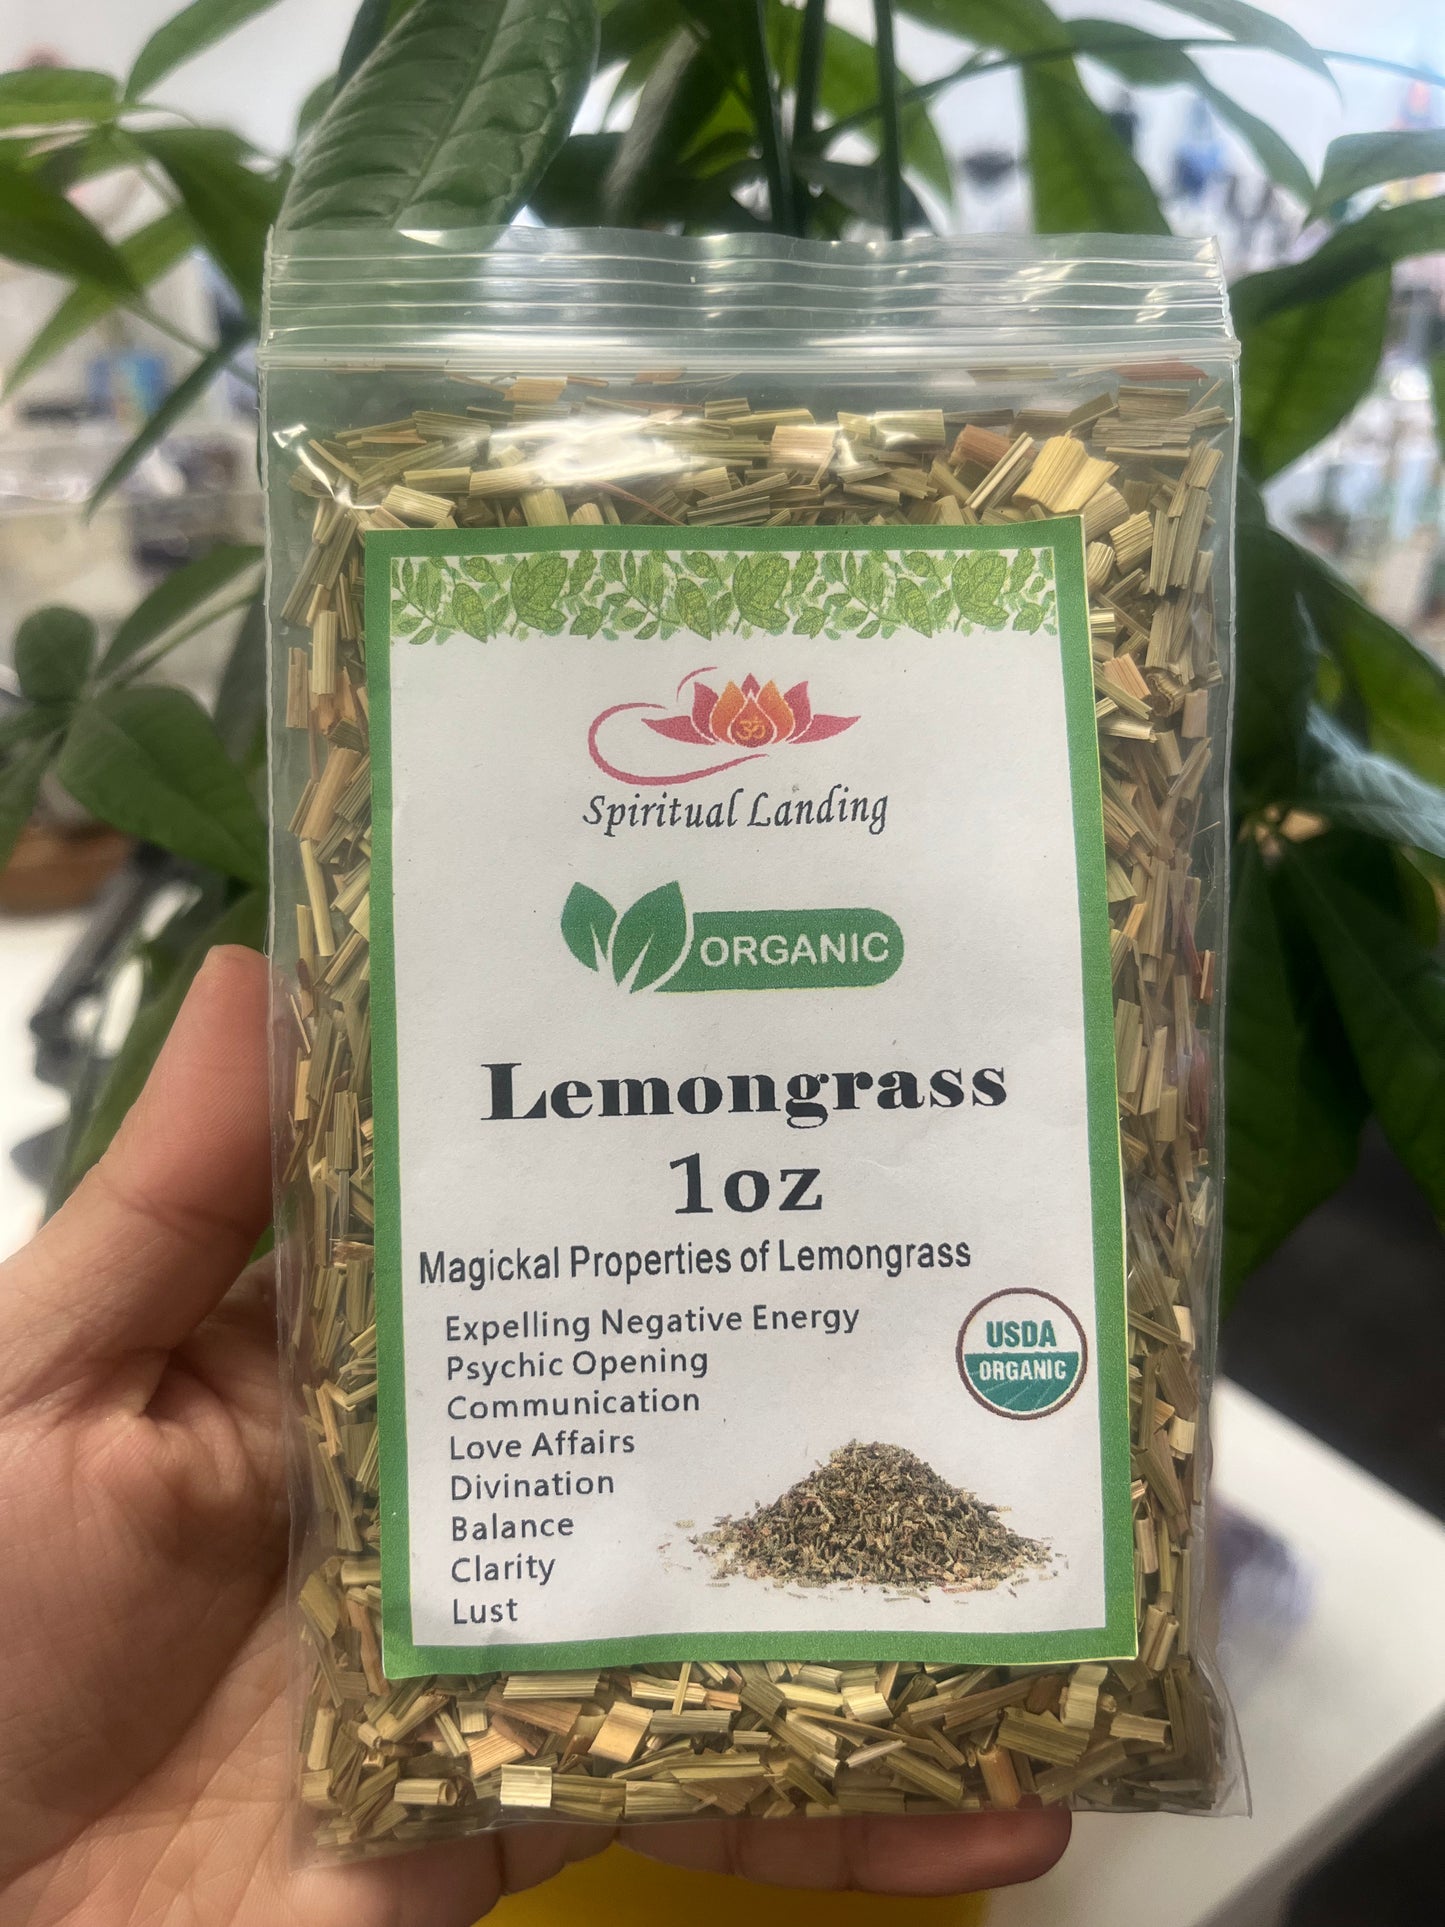 ॐ
Spiritual Landing
ORGANIC
Lemongrass
1oz
Magickal Properties of Lemongrass
Expelling Negative Energy
Psychic Opening
Communication
Love Affairs
Divination
Balance
Clarity
Lust
USDA
ORGANIC